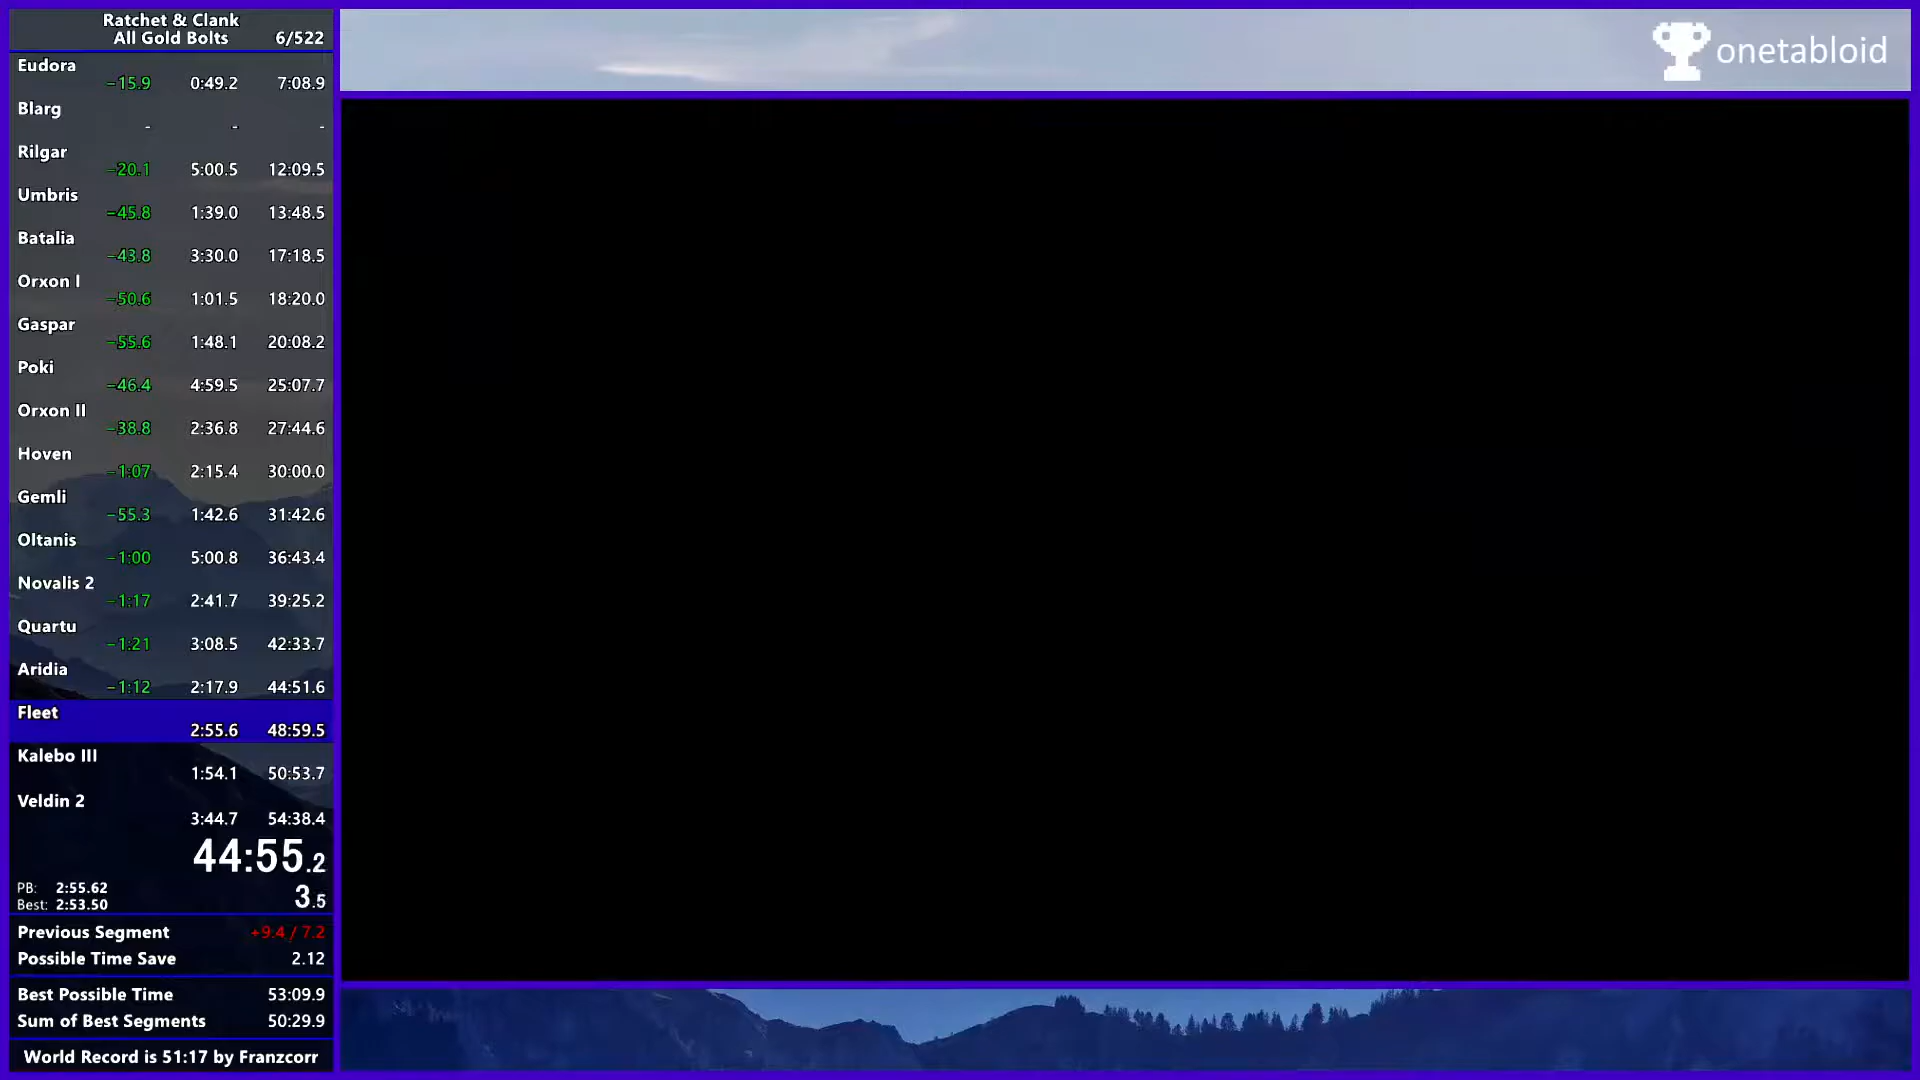 Ratchet & Clank
All Gold Bolts 6/522
Eudora
-15.9 0:49.2 7:08.9
Blarg
- - -
Rilgar
-20.1 5:00.5 12:09.5
Umbris
-45.8 1:39.0 13:48.5
Batalia
-43.8 3:30.0 17:18.5
Orxon I
-50.6 1:01.5 18:20.0
Gaspar
-55.6 1:48.1 20:08.2
Poki
-46.4 4:59.5 25:07.7
Orxon II
-38.8 2:36.8 27:44.6
Hoven
-1:07 2:15.4 30:00.0
Gemli
-55.3 1:42.6 31:42.6
Oltanis
-1:00 5:00.8 36:43.4
Novalis 2
-1:17 2:41.7 39:25.2
Quartu
-1:21 3:08.5 42:33.7
Aridia
-1:12 2:17.9 44:51.6
Fleet
2:55.6 48:59.5
Kalebo III
1:54.1 50:53.7
Veldin 2
3:44.7 54:38.4
44:55.2
PB: 2:55.62
Best: 2:53.50
3.5
Previous Segment +9.4 / 7.2
Possible Time Save 2.12
Best Possible Time 53:09.9
Sum of Best Segments 50:29.9
World Record is 51:17 by Franzcorr
onetabloid